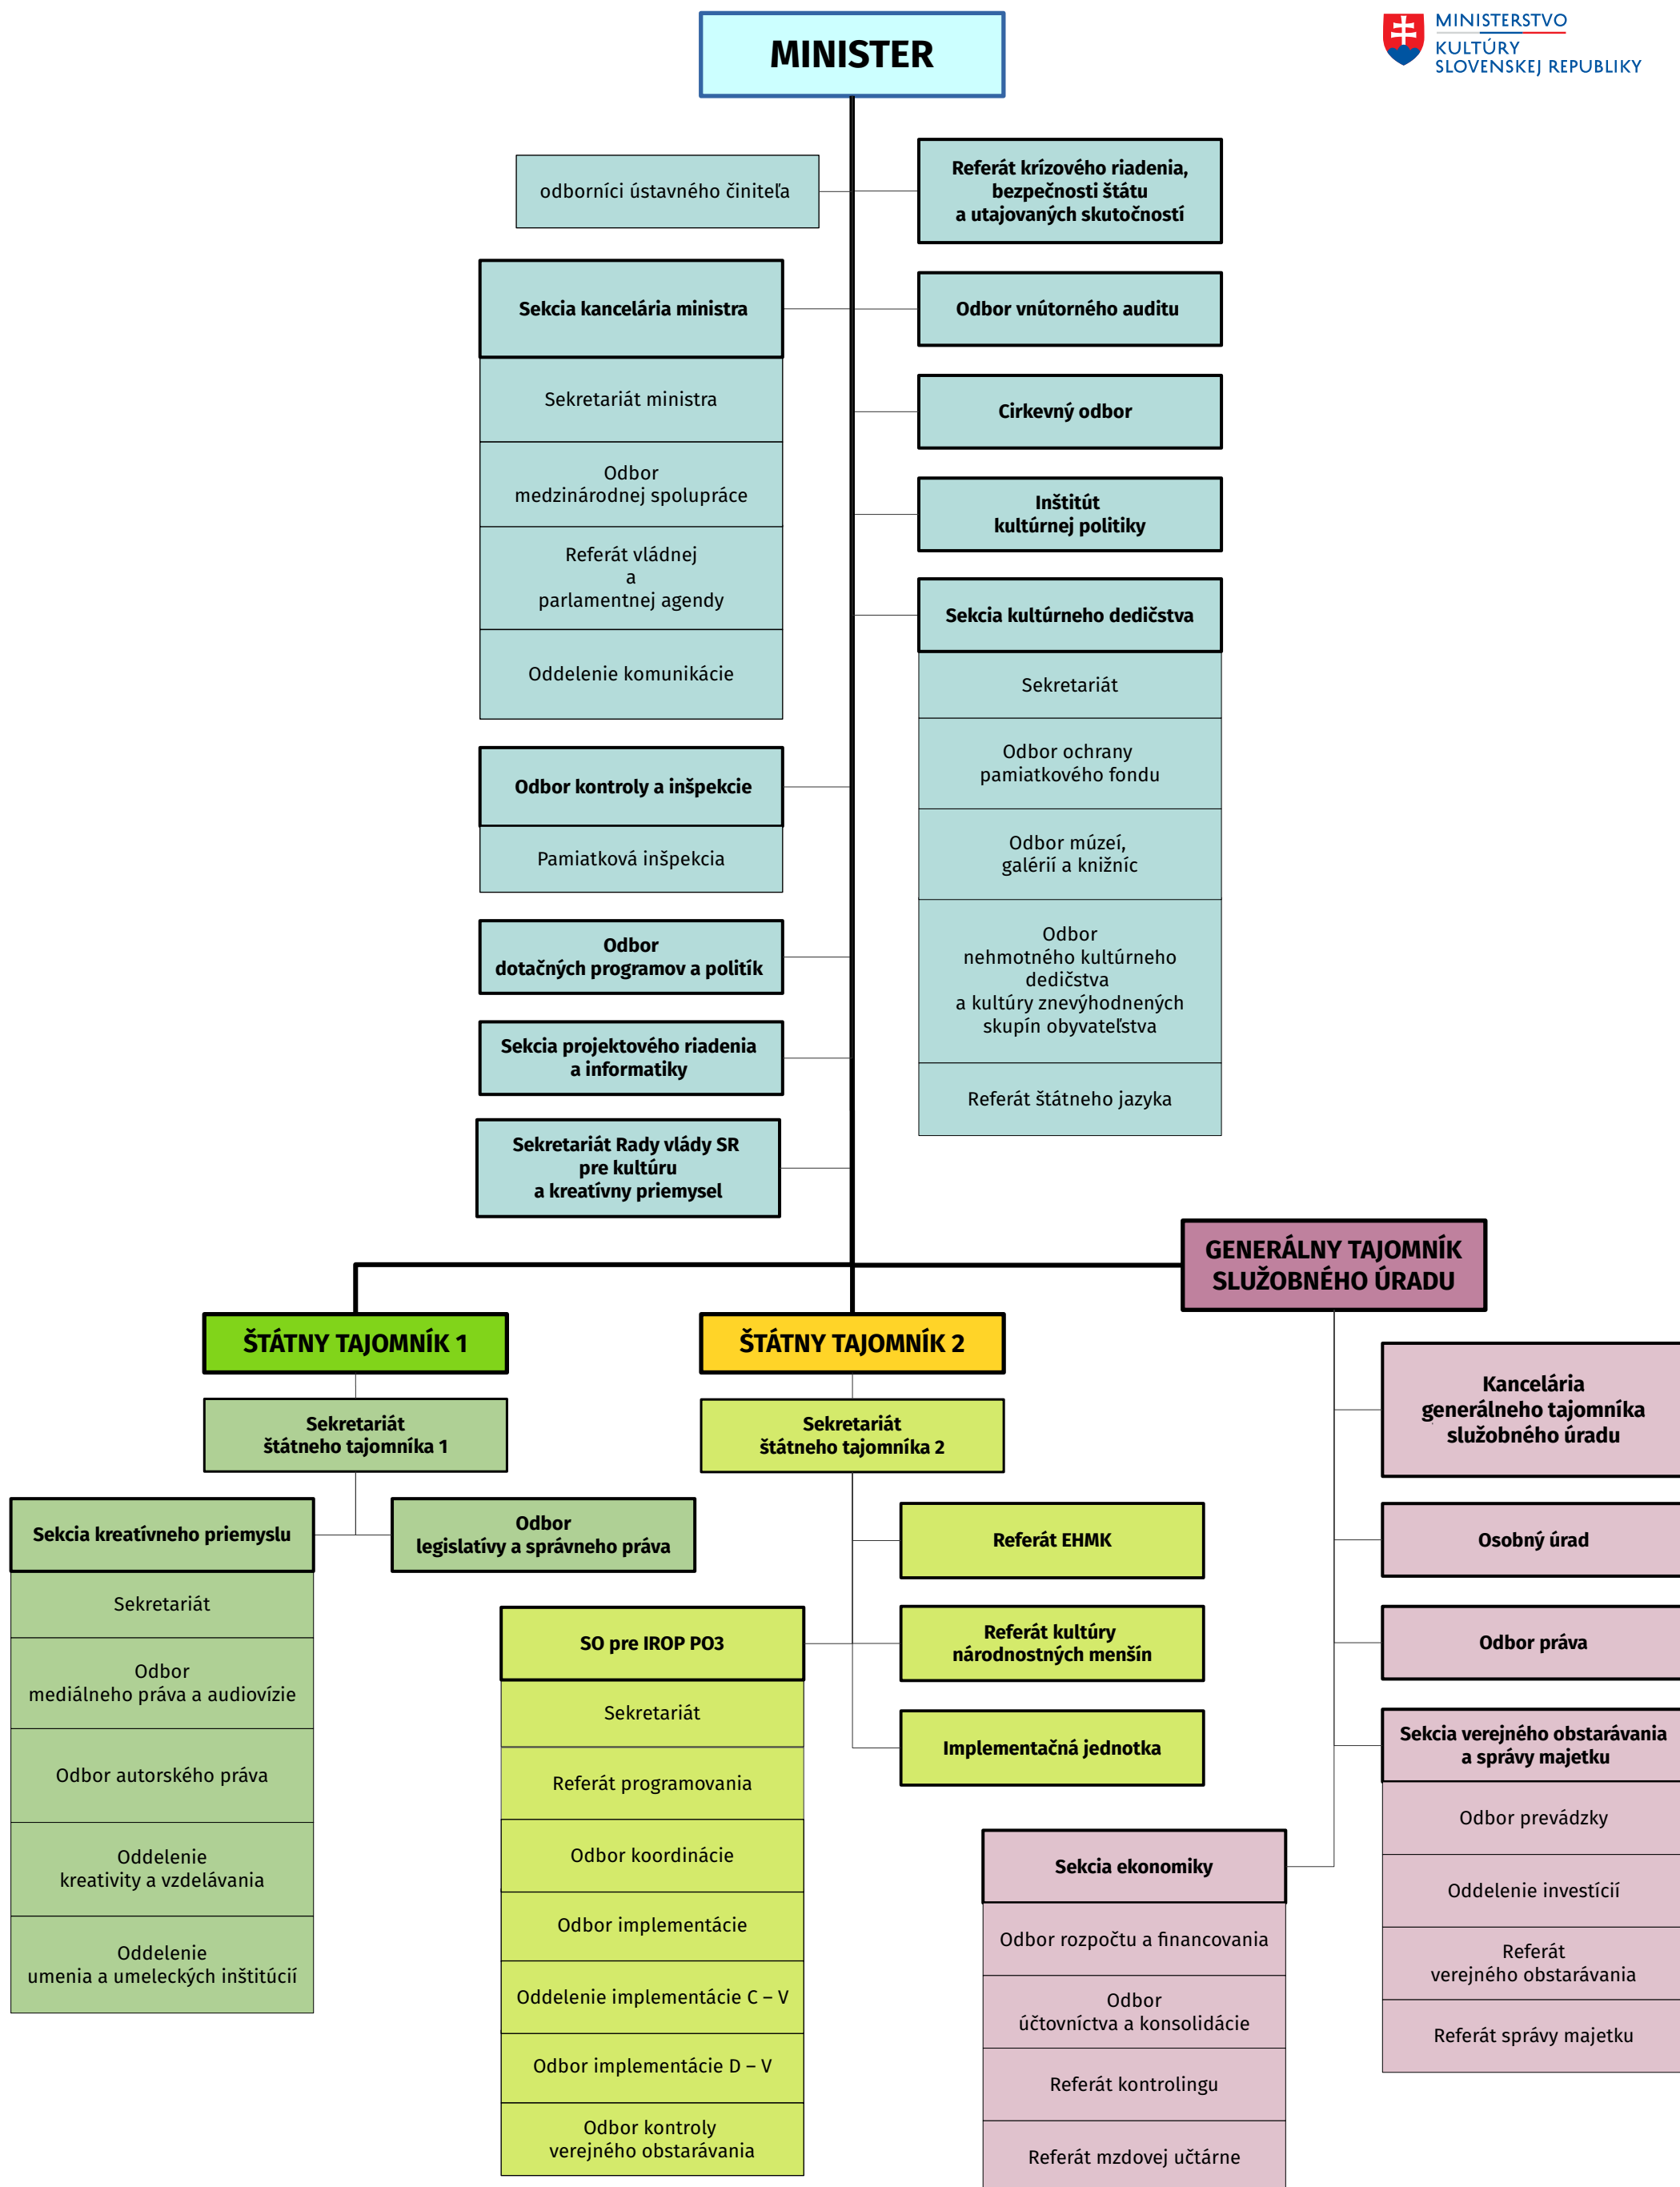 MINISTER
MINISTERSTVO
KULTÚRY
SLOVENSKEJ REPUBLIKY
odborníci ústavného činiteľa
Referát krízového riadenia,
bezpečnosti štátu
a utajovaných skutočností
Sekcia kancelária ministra
Sekretariát ministra
Odbor
medzinárodnej spolupráce
Referát vládnej
a
parlamentnej agendy
Oddelenie komunikácie
Odbor vnútorného auditu
Cirkevný odbor
Inštitút
kultúrnej politiky
Sekcia kultúrneho dedičstva
Sekretariát
Odbor ochrany
pamiatkového fondu
Odbor múzeí,
galérií a knižníc
Odbor
nehmotného kultúrneho
dedičstva
a kultúry znevýhodnených
skupín obyvateľstva
Referát štátneho jazyka
Odbor kontroly a inšpekcie
Pamiatková inšpekcia
Odbor
dotačných programov a politík
Sekcia projektového riadenia
a informatiky
Sekretariát Rady vlády SR
pre kultúru
a kreatívny priemysel
GENERÁLNY TAJOMNÍK
SLUŽOBNÉHO ÚRADU
ŠTÁTNY TAJOMNÍK 1
Sekretariát
štátneho tajomníka 1
Sekcia kreatívneho priemyslu
Sekretariát
Odbor
mediálneho práva a audiovízie
Odbor autorského práva
Oddelenie
kreativity a vzdelávania
Oddelenie
umenia a umeleckých inštitúcií
Odbor
legislatívy a správneho práva
ŠTÁTNY TAJOMNÍK 2
Sekretariát
štátneho tajomníka 2
Referát EHMK
SO pre IROP PO3
Sekretariát
Referát programovania
Odbor koordinácie
Odbor implementácie
Oddelenie implementácie C – V
Odbor implementácie D – V
Odbor kontroly
verejného obstarávania
Referát kultúry
národnostných menšín
Implementačná jednotka
Kancelária
generálneho tajomníka
služobného úradu
Osobný úrad
Odbor práva
Sekcia verejného obstarávania
a správy majetku
Odbor prevádzky
Oddelenie investícií
Referát
verejného obstarávania
Referát správy majetku
Sekcia ekonomiky
Odbor rozpočtu a financovania
Odbor
účtovníctva a konsolidácie
Referát kontrolingu
Referát mzdovej učtárne